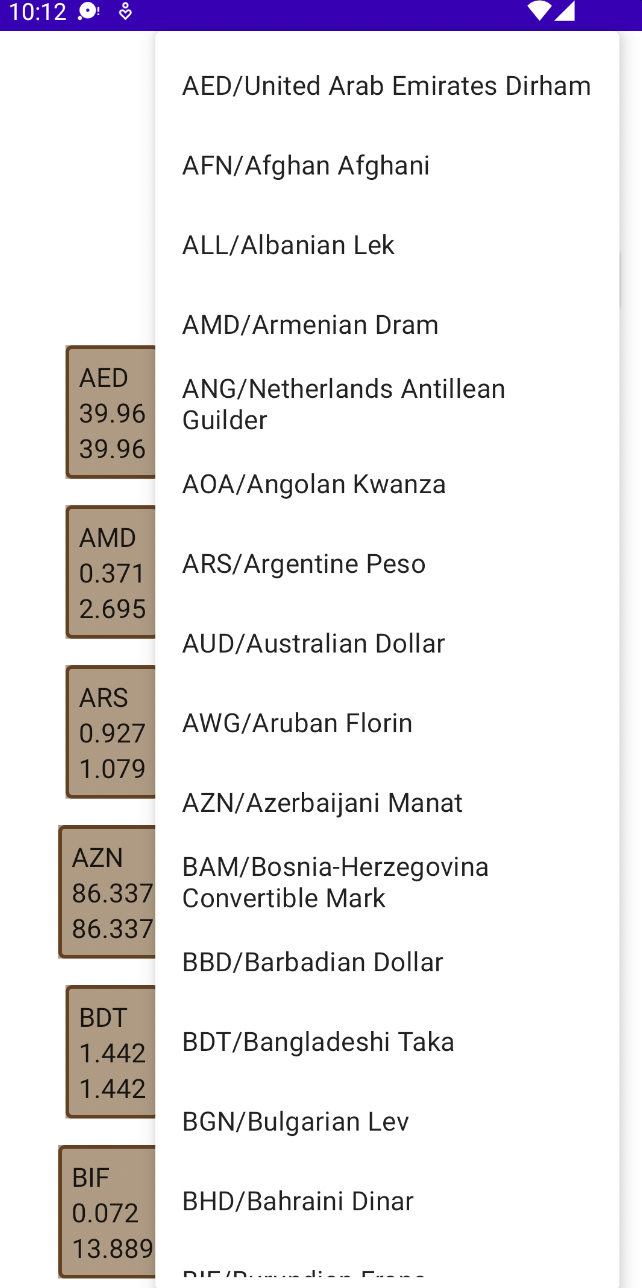 10:12
AED/United Arab Emirates Dirham
AFN/Afghan Afghani
ALL/Albanian Lek
AMD/Armenian Dram
ANG/Netherlands Antillean
Guilder
AOA/Angolan Kwanza
ARS/Argentine Peso
AUD/Australian Dollar
AWG/Aruban Florin
AZN/Azerbaijani Manat
BAM/Bosnia-Herzegovina
Convertible Mark
BBD/Barbadian Dollar
BDT/Bangladeshi Taka
BGN/Bulgarian Lev
BHD/Bahraini Dinar
BIF/Burundian Franc
AED
39.96
39.96
AMD
0.371
2.695
ARS
0.927
1.079
AZN
86.337
86.337
BDT
1.442
1.442
BIF
0.072
13.889